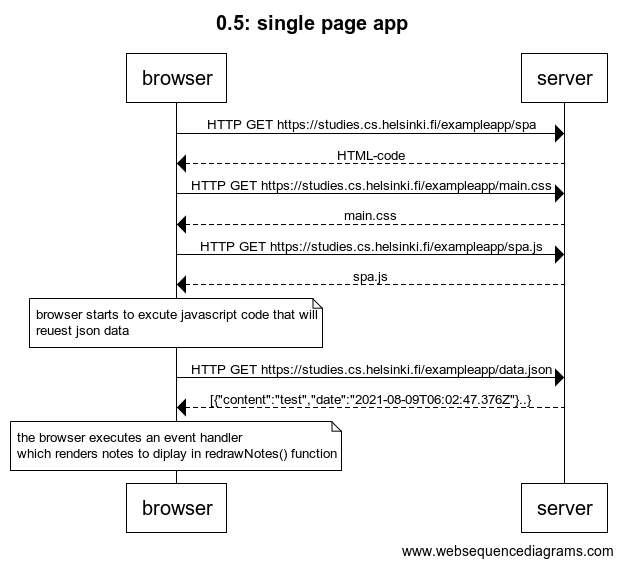 0.5: single page app
browser
server
HTTP GET https://studies.cs.helsinki.fi/exampleapp/spa
HTML-code
HTTP GET https://studies.cs.helsinki.fi/exampleapp/main.css
main.css
HTTP GET https://studies.cs.helsinki.fi/exampleapp/spa.js
spa.js
browser starts to excute javascript code that will
reuest json data
HTTP GET https://studies.cs.helsinki.fi/exampleapp/data.json
[{"content":"test","date":"2021-08-09T06:02:47.376Z"}..}
the browser executes an event handler
which renders notes to diplay in redrawNotes() function
browser
server
www.websequencediagrams.com